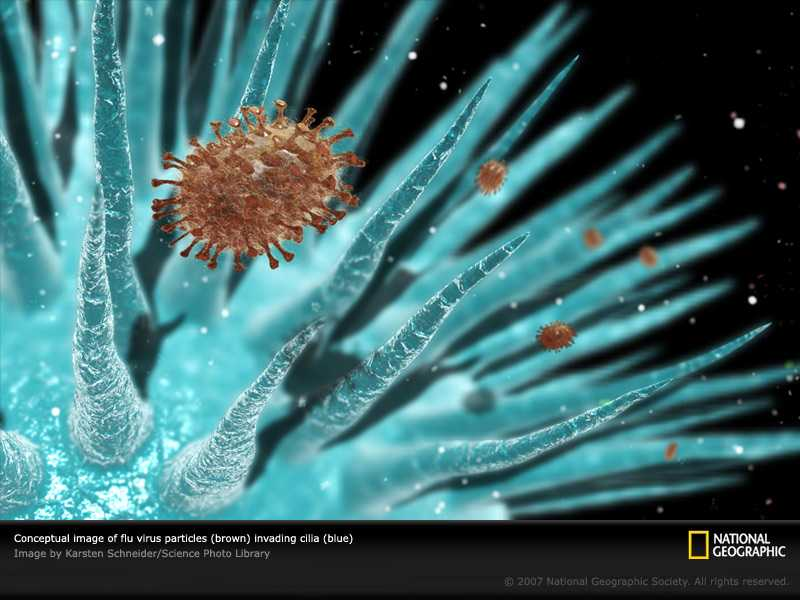 Conceptual image of flu virus particles (brown) invading cilia (blue)
Image by Karsten Schneider/Science Photo Library
NATIONAL
GEOGRAPHIC
© 2007 National Geographic Society. All rights reserved.